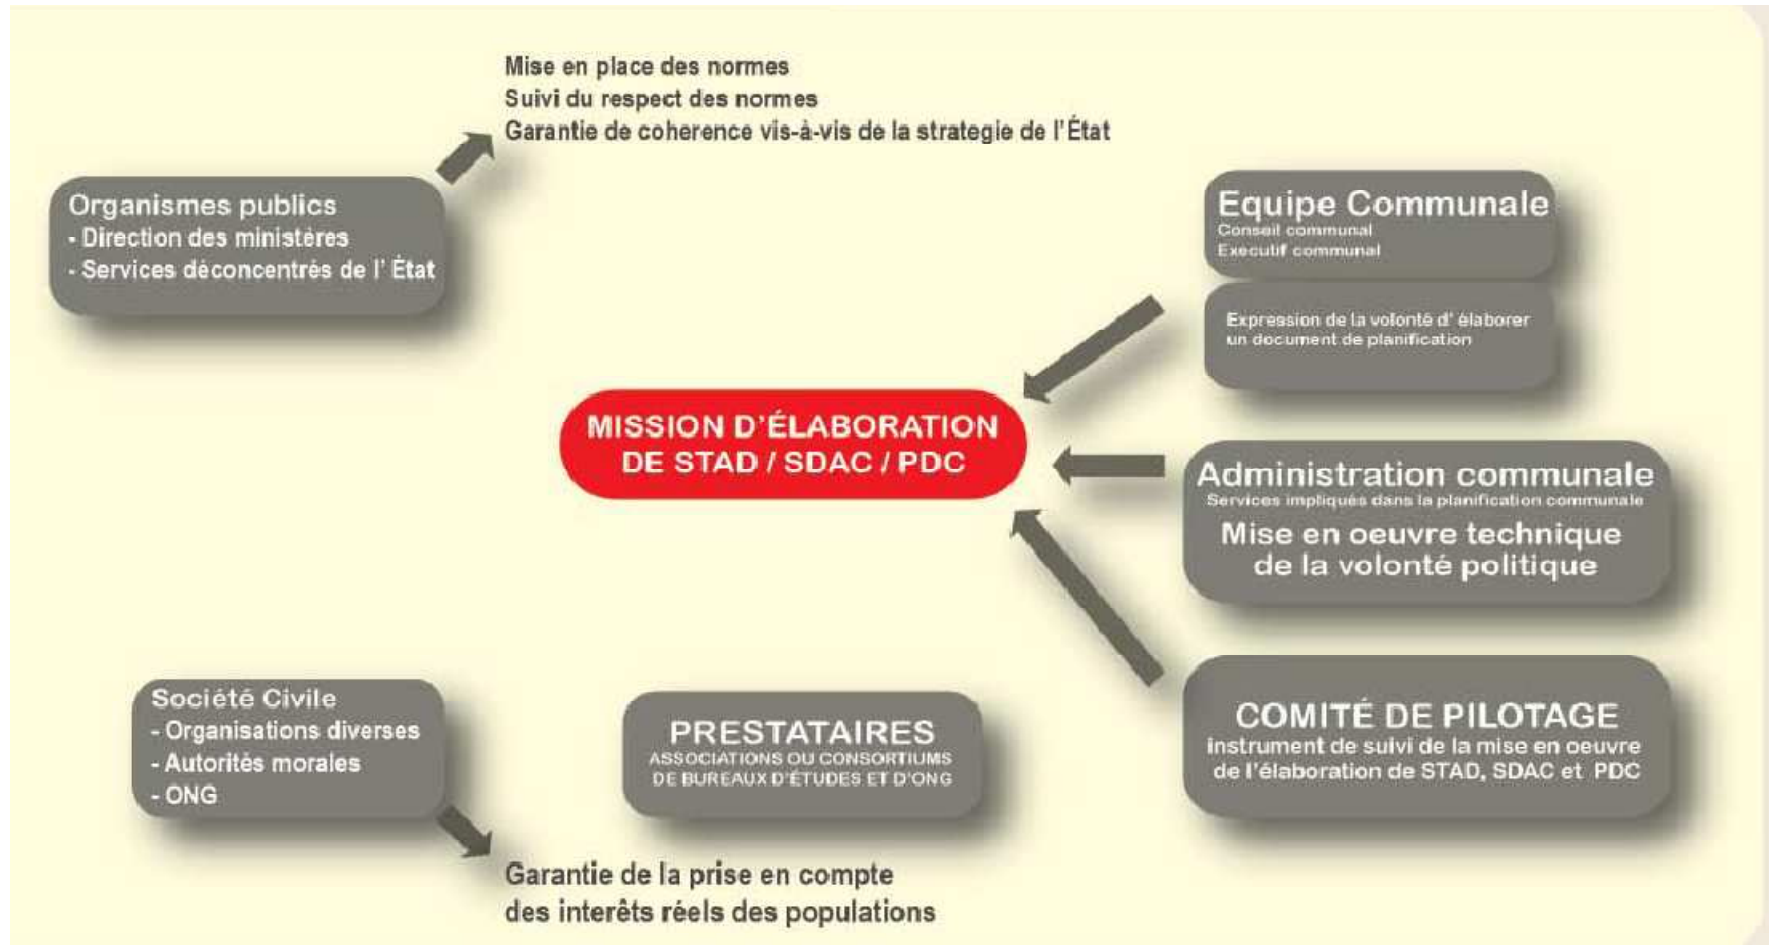 Mise en place des normes
Suivi du respect des normes
Garantie de coherence vis-à-vis de la strategie de l'État
Organismes publics
- Direction des ministères
- Services déconcentrés de l' État
Equipe Communale
Conseil communal
Executif communal
Expression de la volonté d' élaborer
un document de planification
MISSION D'ÉLABORATION
DE STAD / SDAC / PDC
Administration communale
Services impliqués dans la planification communale
Mise en oeuvre technique
de la volonté politique
Société Civile
- Organisations diverses
- Autorités morales
- ONG
PRESTATAIRES
ASSOCIATIONS OU CONSORTIUMS
DE BUREAUX D'ÉTUDES ET D'ONG
COMITÉ DE PILOTAGE
instrument de suivi de la mise en oeuvre
de l'élaboration de STAD, SDAC et PDC
Garantie de la prise en compte
des interêts réels des populations